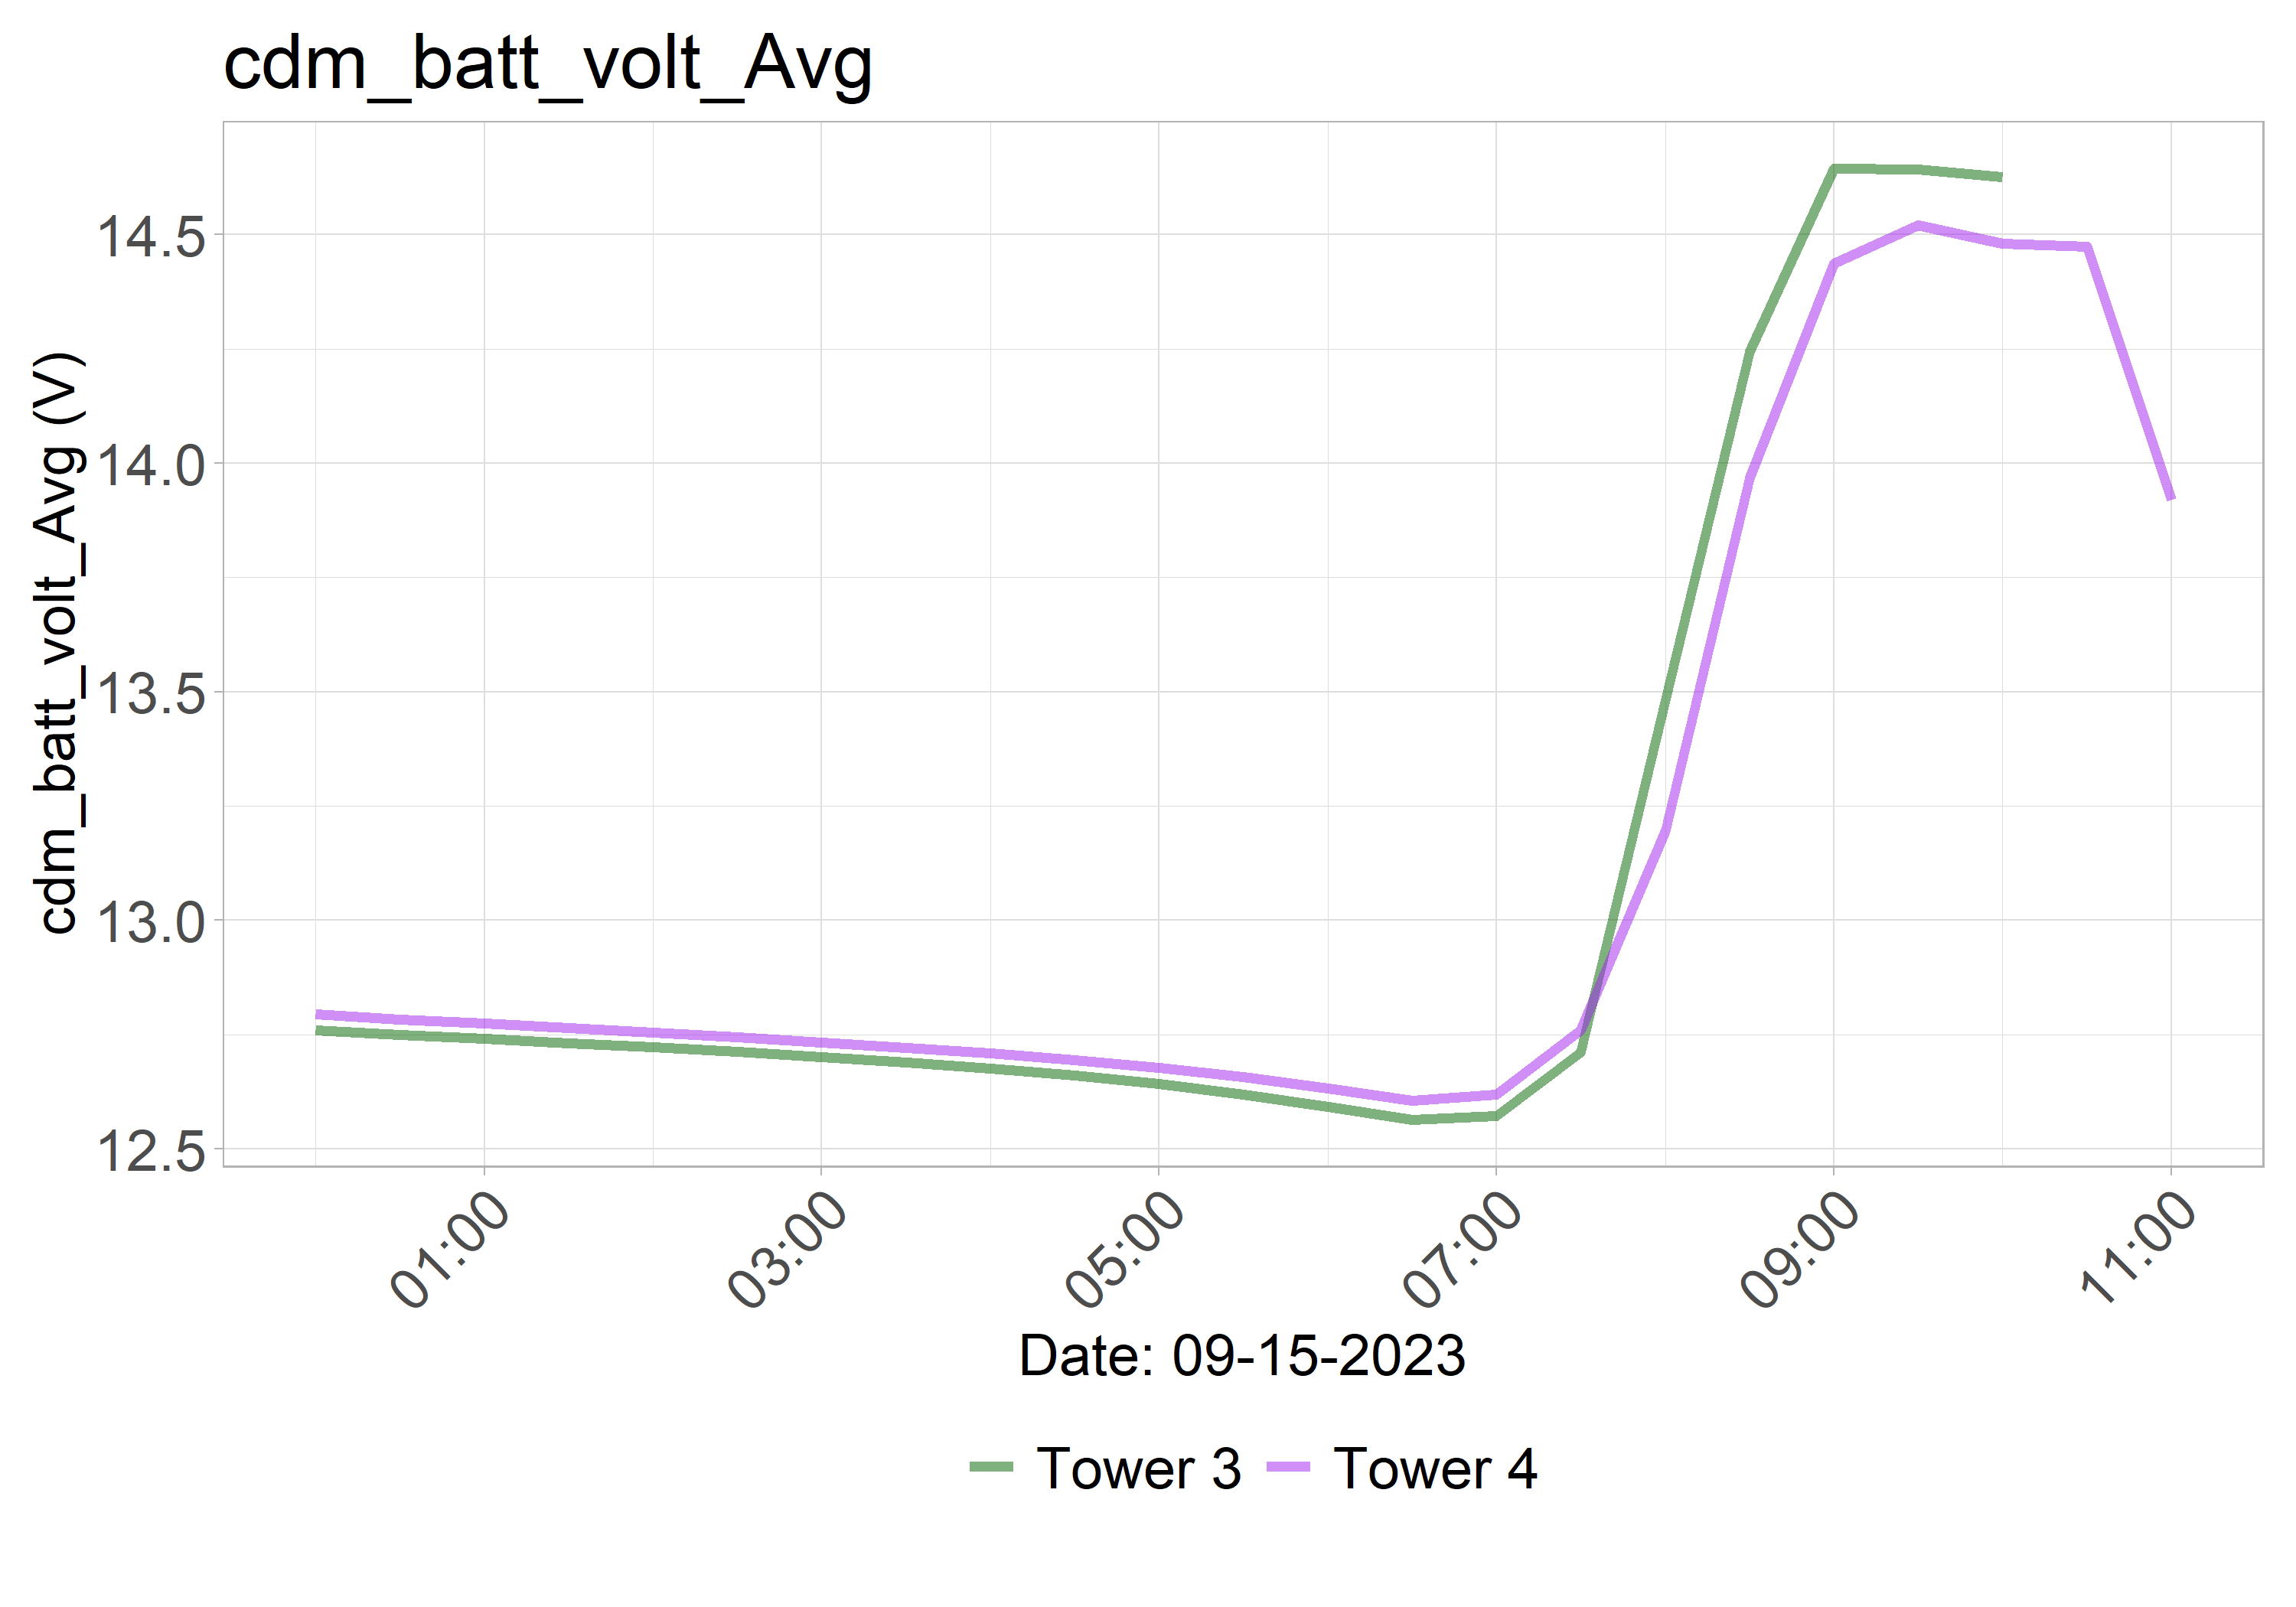 cdm_batt_volt_Avg
cdm_batt_volt_Avg (V)
14.5
14.0
13.5
13.0
12.5
01:00
03:00
05:00
07:00
09:00
11:00
Date: 09-15-2023
Tower 3
Tower 4